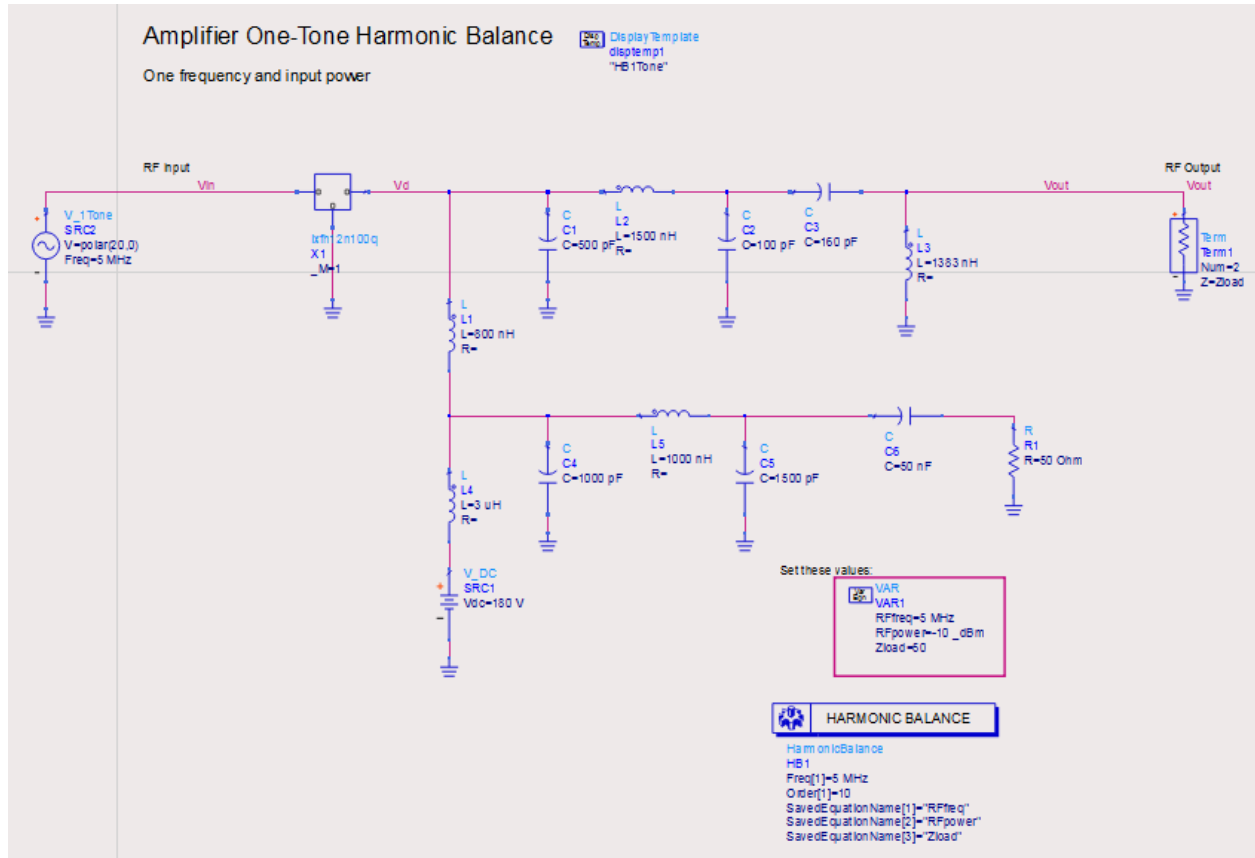 Amplifier One-Tone Harmonic Balance
DisplayTemplate
disptemp1
"HB1Tone"
One frequency and input power
RF Input
Vin
Vd
RF Output
Vout
Vout
V_1Tone
SRC2
V=polar(20,0)
Freq=5 MHz
X1
_M=1
C
C1
C=500 pF
L
L2
L=1500 nH
R=
C
C2
C=100 pF
C
C3
C=160 pF
L
L3
L=1383 nH
R=
Term
Term1
Num=2
Z=Zload
L
L1
L=800 nH
R=
C
C4
C=1000 pF
L
L5
L=1000 nH
R=
C
C5
C=1500 pF
C
C6
C=50 nF
R
R1
R=50 Ohm
L
L4
L=3 uH
R=
V_DC
SRC1
Vdc=180 V
Set these values:
Var
Eqn
VAR
VAR1
RFfreq=5 MHz
RFpower=-10 _dBm
Zload=50
HARMONIC BALANCE
HarmonicBalance
HB1
Freq[1]=5 MHz
Order[1]=10
SavedEquationName[1]="RFfreq"
SavedEquationName[2]="RFpower"
SavedEquationName[3]="Zload"